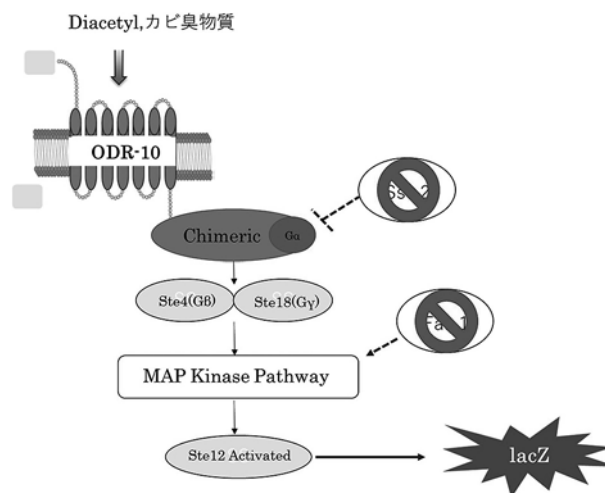 Diacetyl,カビ臭物質
ODR-10
Chimeric
Gα
Ste4(Gβ)
Ste18(Gγ)
MAP Kinase Pathway
Ste12 Activated
lacZ